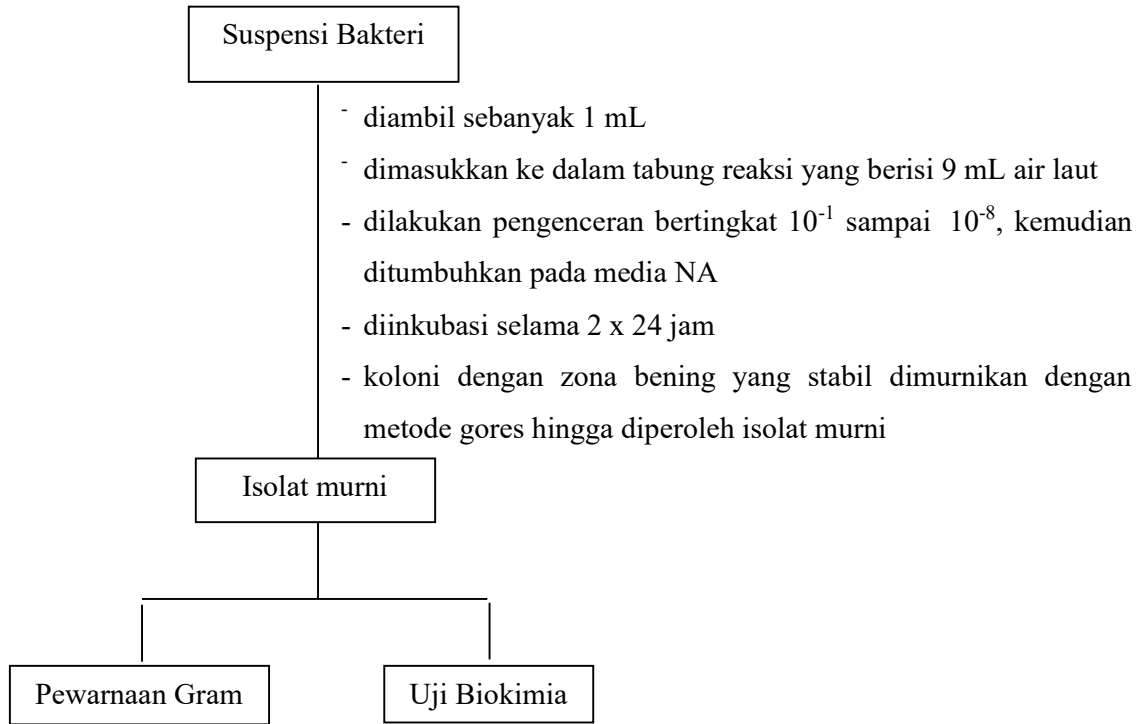 Suspensi Bakteri
- diambil sebanyak 1 mL
- dimasukkan ke dalam tabung reaksi yang berisi 9 mL air laut
- dilakukan pengenceran bertingkat 10⁻¹ sampai 10⁻⁸, kemudian
ditumbuhkan pada media NA
- diinkubasi selama 2 x 24 jam
- koloni dengan zona bening yang stabil dimurnikan dengan
metode gores hingga diperoleh isolat murni
Isolat murni
Pewarnaan Gram
Uji Biokimia